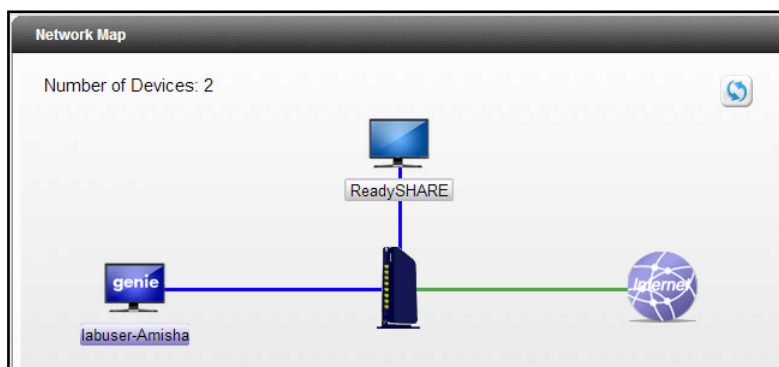 Network Map
Number of Devices: 2
ReadySHARE
genie
Internet
labuser-Amisha